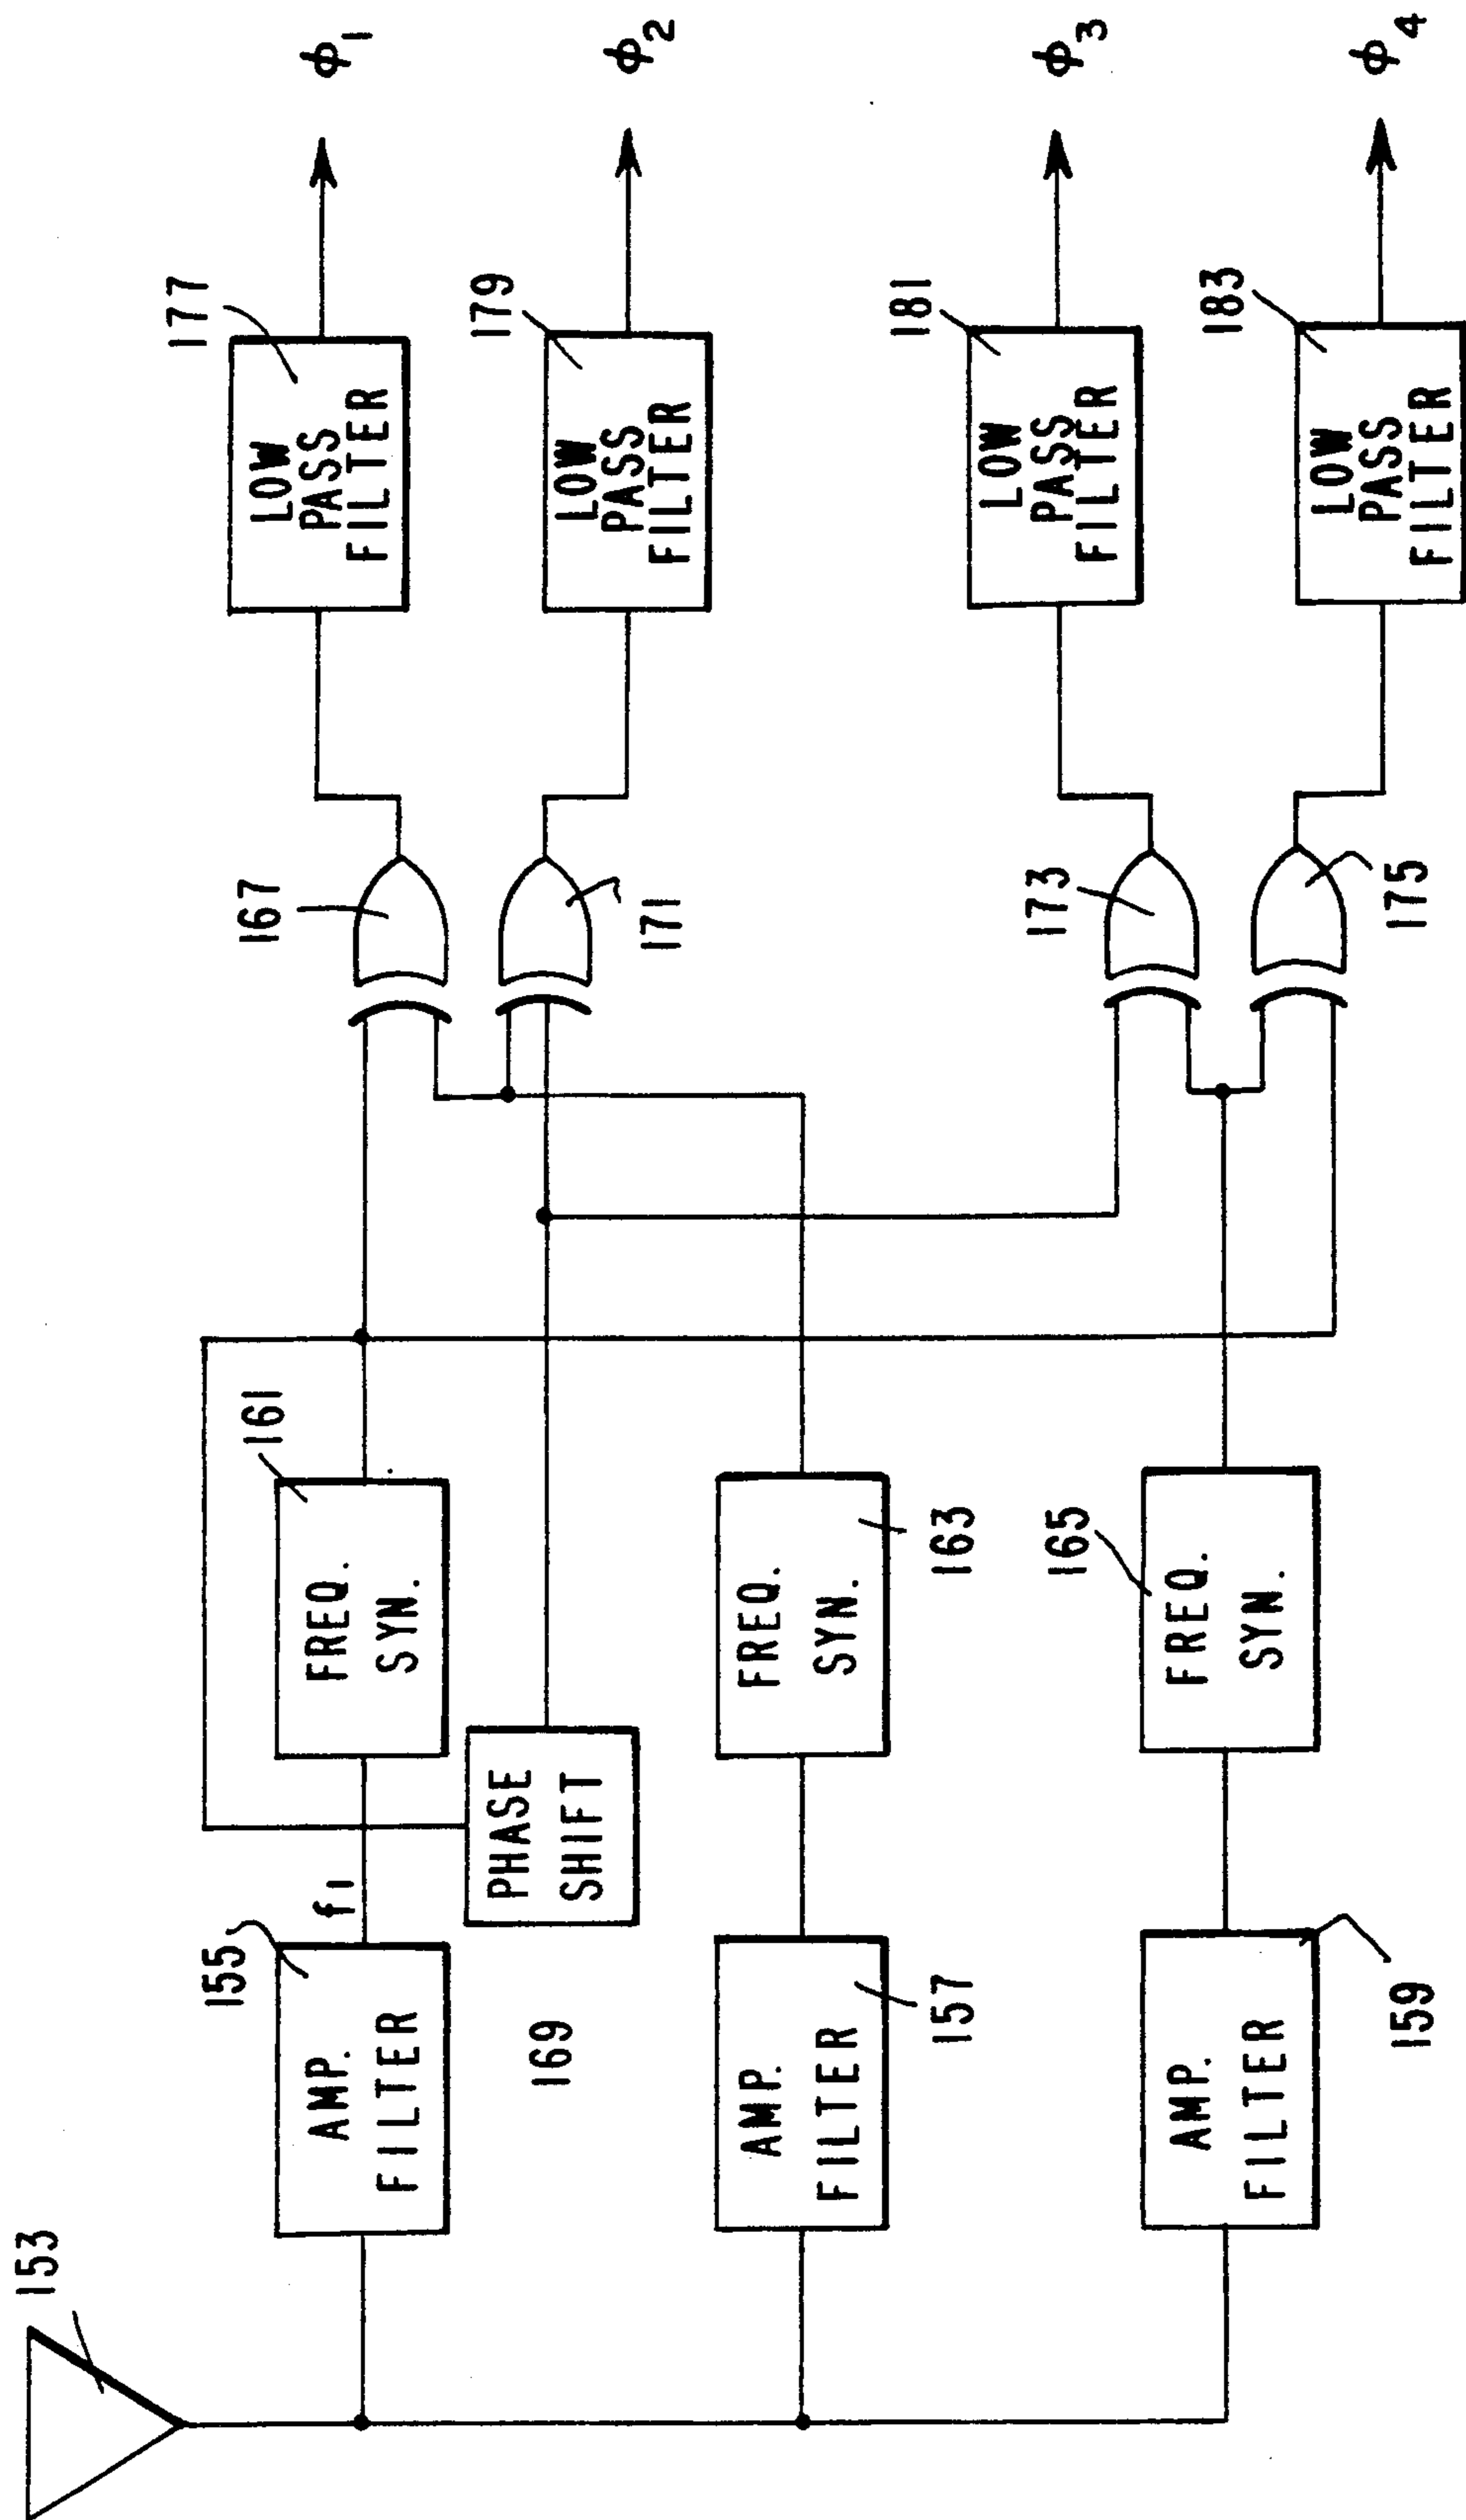 153
155
AMP.
FILTER
f1
161
FREQ.
SYN.
169
PHASE
SHIFT
157
AMP.
FILTER
163
FREQ.
SYN.
159
AMP.
FILTER
165
FREQ.
SYN.
167
171
173
175
177
LOW
PASS
FILTER
ϕ1
179
LOW
PASS
FILTER
ϕ2
181
LOW
PASS
FILTER
ϕ3
183
LOW
PASS
FILTER
ϕ4